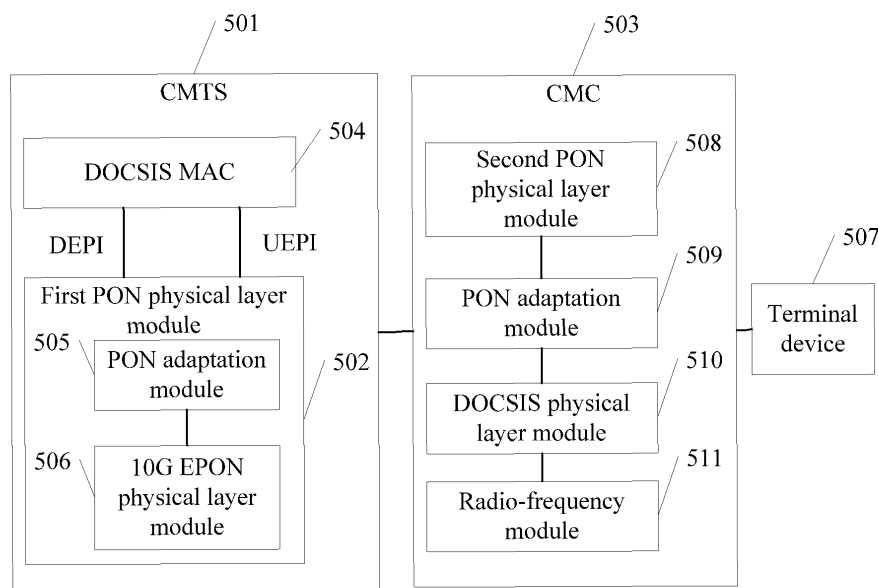 501
CMTS
504
DOCSIS MAC
DEPI
UEPI
First PON physical layer
module
505
PON adaptation
module
502
506
10G EPON
physical layer
module
503
CMC
508
Second PON
physical layer
module
509
PON adaptation
module
510
DOCSIS physical
layer module
511
Radio-frequency
module
507
Terminal
device